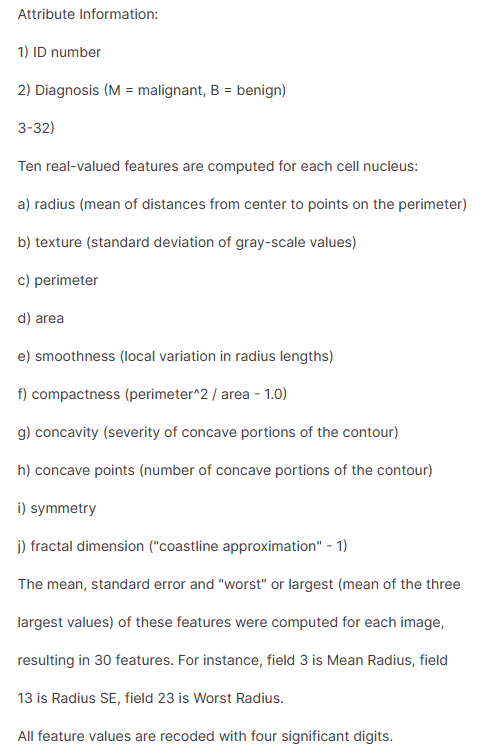 Attribute Information:
1) ID number
2) Diagnosis (M = malignant, B = benign)
3-32)
Ten real-valued features are computed for each cell nucleus:
a) radius (mean of distances from center to points on the perimeter)
b) texture (standard deviation of gray-scale values)
c) perimeter
d) area
e) smoothness (local variation in radius lengths)
f) compactness (perimeter^2 / area - 1.0)
g) concavity (severity of concave portions of the contour)
h) concave points (number of concave portions of the contour)
i) symmetry
j) fractal dimension ("coastline approximation" - 1)
The mean, standard error and "worst" or largest (mean of the three
largest values) of these features were computed for each image,
resulting in 30 features. For instance, field 3 is Mean Radius, field
13 is Radius SE, field 23 is Worst Radius.
All feature values are recoded with four significant digits.